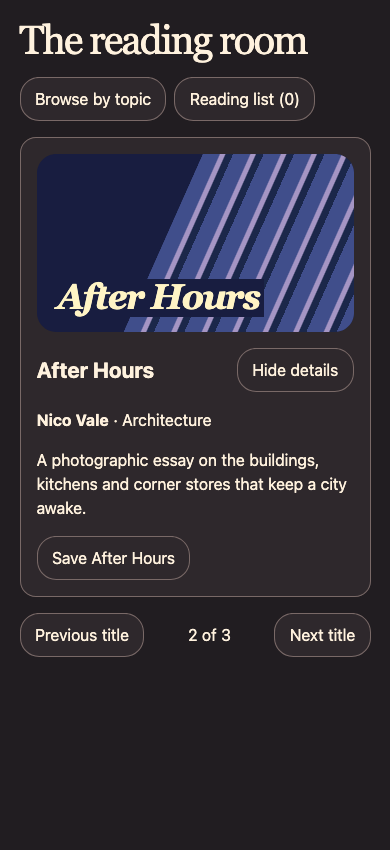 The reading room
Browse by topic
Reading list (0)
After Hours
After Hours
Hide details
Nico Vale · Architecture
A photographic essay on the buildings,
kitchens and corner stores that keep a city
awake.
Save After Hours
Previous title
2 of 3
Next title